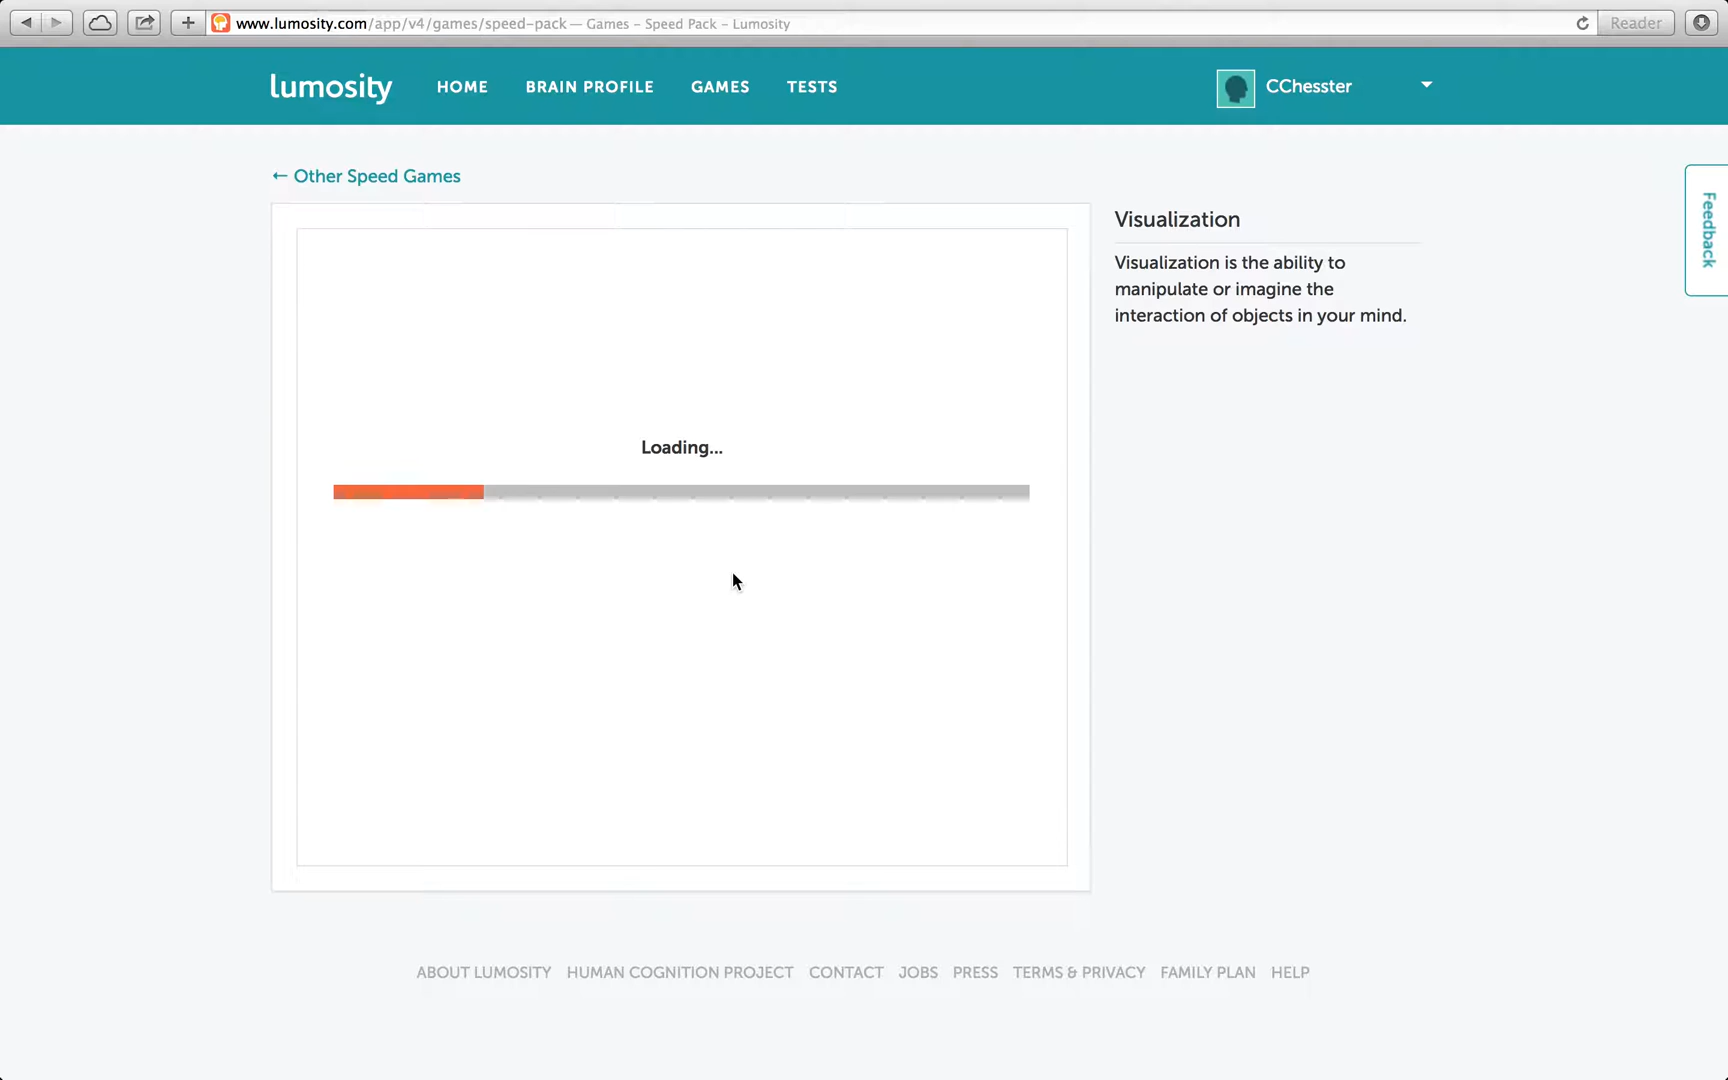 www.lumosity.com/app/v4/games/speed-pack — Games – Speed Pack – Lumosity
Reader
lumosity
HOME
BRAIN PROFILE
GAMES
TESTS
CChesster
← Other Speed Games
Feedback
Visualization
Visualization is the ability to
manipulate or imagine the
interaction of objects in your mind.
Loading...
ABOUT LUMOSITY HUMAN COGNITION PROJECT CONTACT JOBS PRESS TERMS & PRIVACY FAMILY PLAN HELP